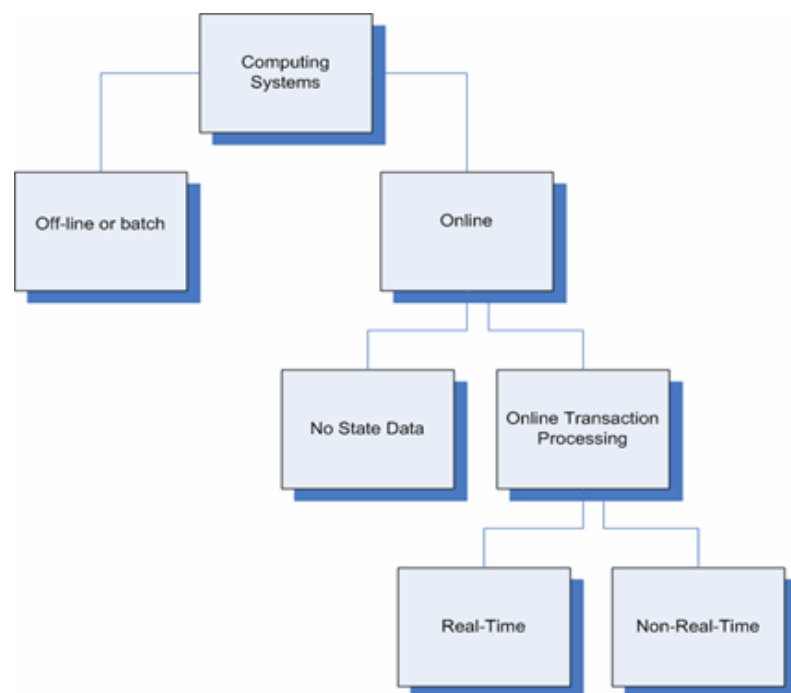 Computing
Systems
Off-line or batch
Online
No State Data
Online Transaction
Processing
Real-Time
Non-Real-Time